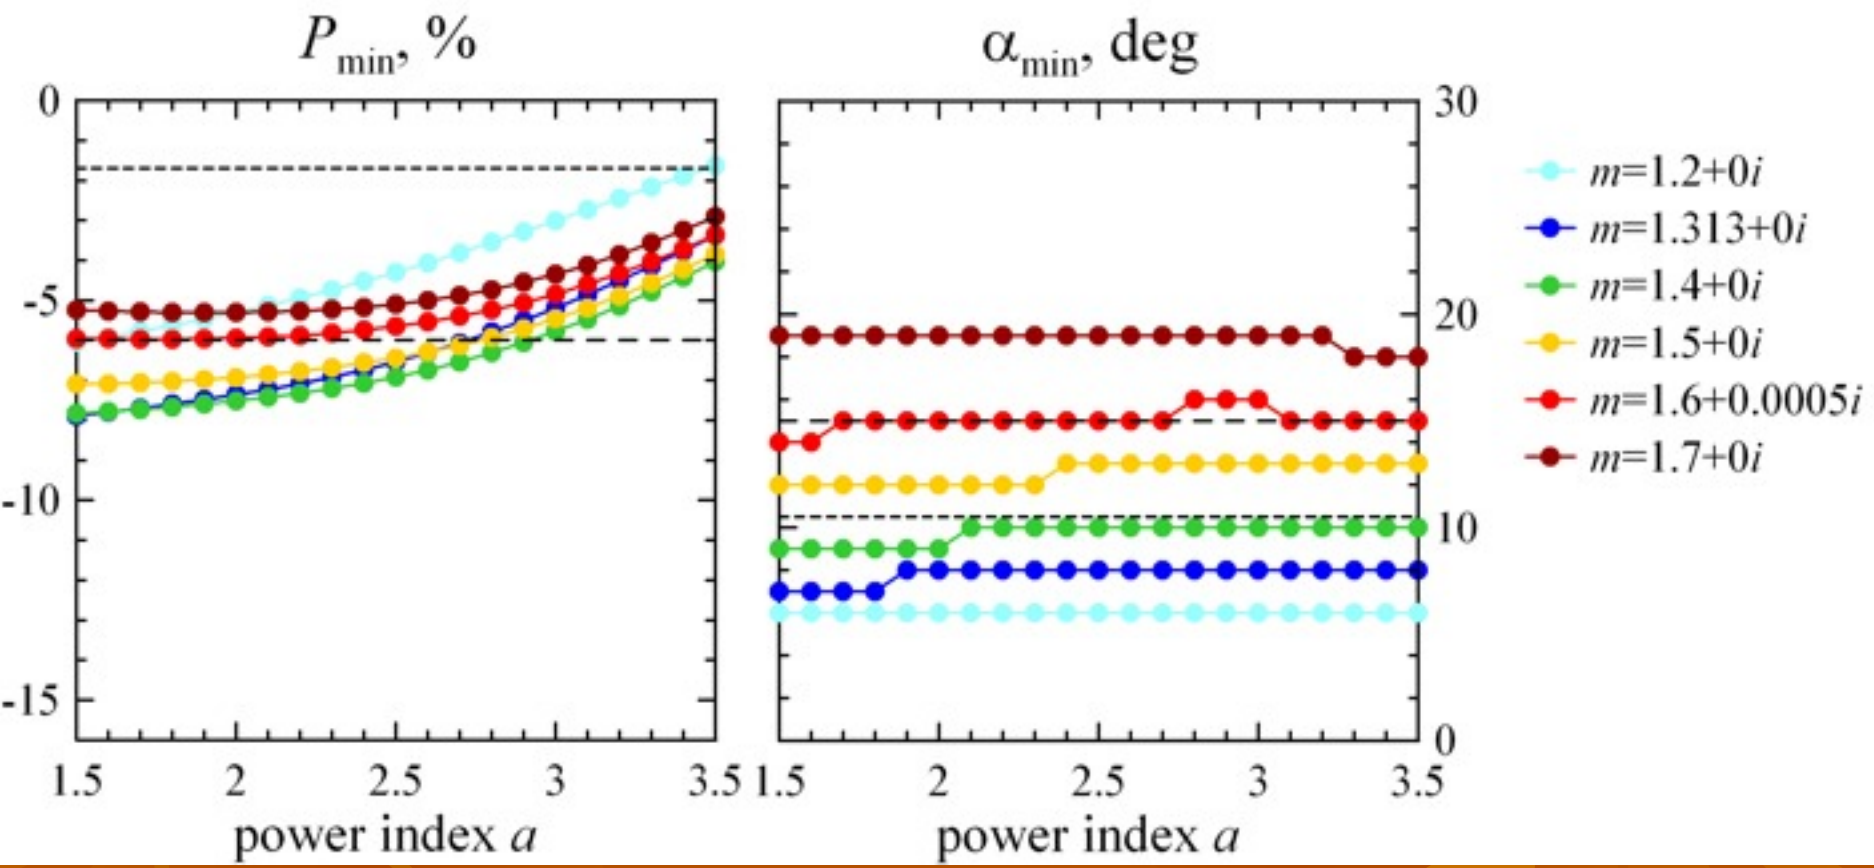 P min, %
α min, deg
0
-5
-10
-15
1.5 2 2.5 3 3.5
power index a
30
20
10
0
1.5 2 2.5 3 3.5
power index a
m=1.2+0i
m=1.313+0i
m=1.4+0i
m=1.5+0i
m=1.6+0.0005i
m=1.7+0i